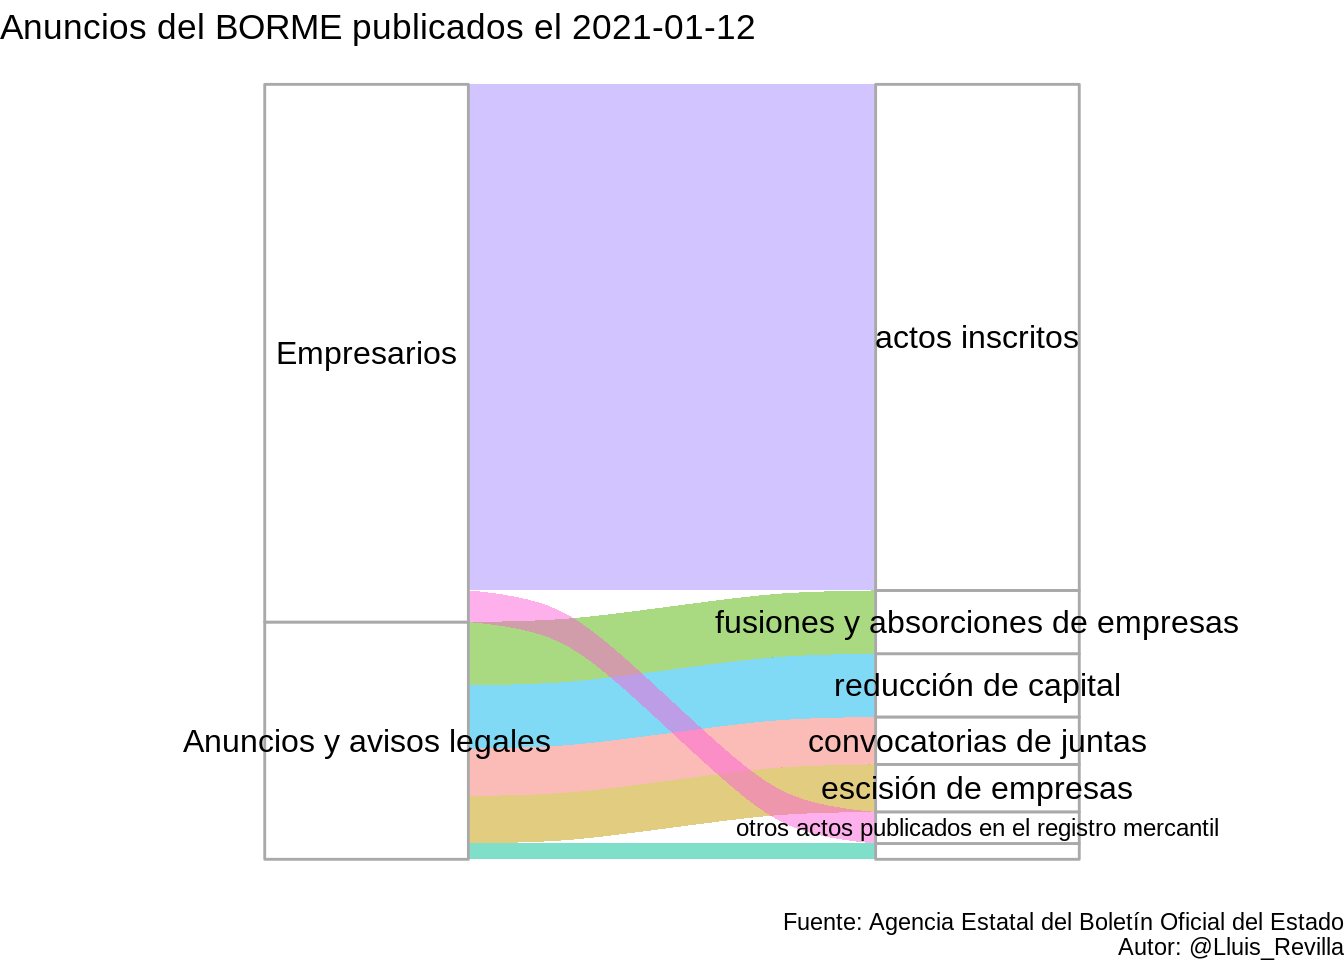 Anuncios del BORME publicados el 2021-01-12
Empresarios
actos inscritos
fusiones y absorciones de empresas
reducción de capital
Anuncios y avisos legales
convocatorias de juntas
escisión de empresas
otros actos publicados en el registro mercantil
Fuente: Agencia Estatal del Boletín Oficial del Estado
Autor: @Lluis_Revilla